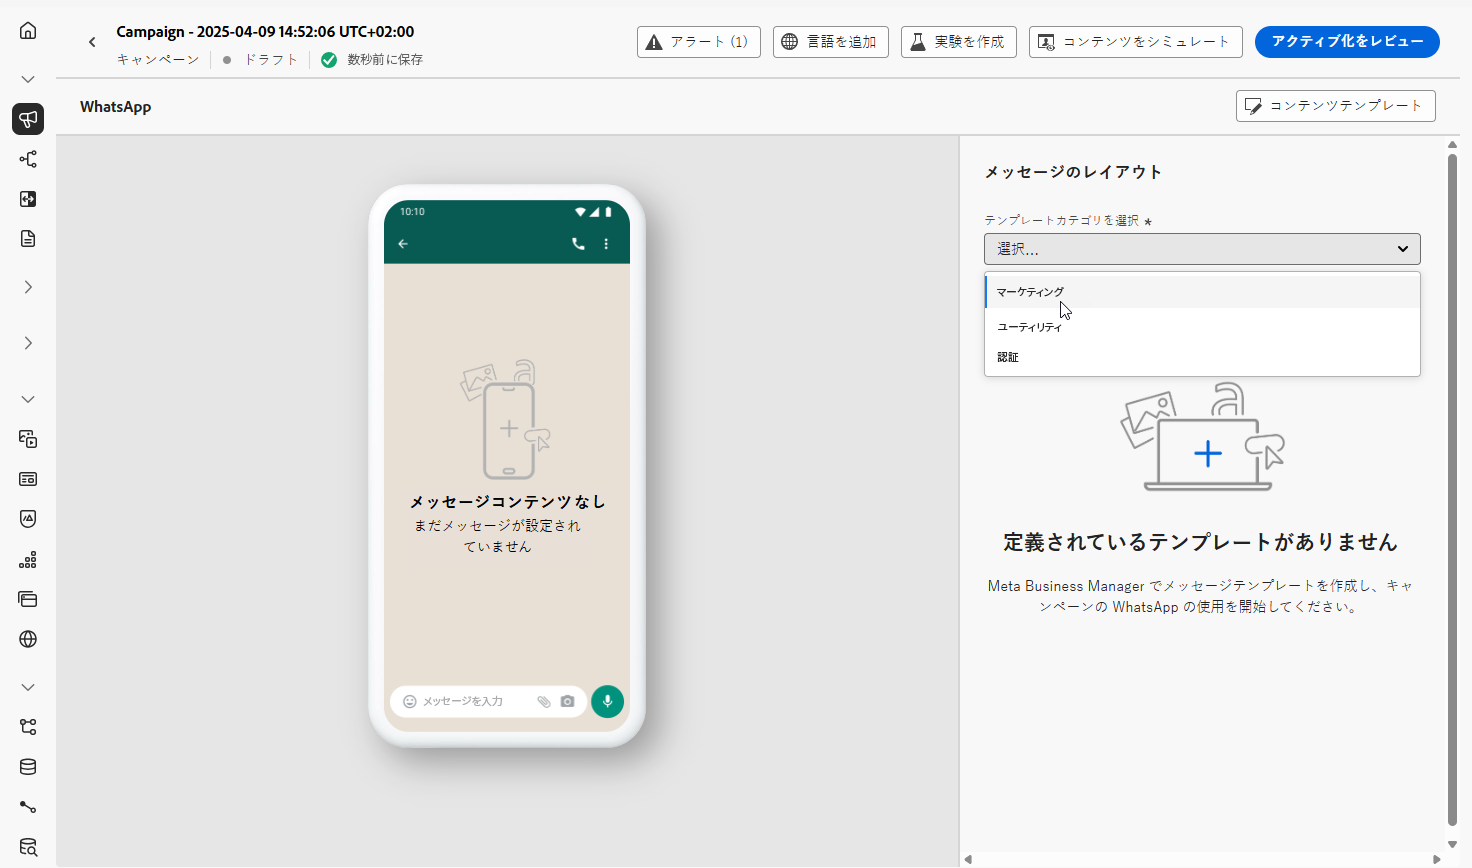 Campaign - 2025-04-09 14:52:06 UTC+02:00
キャンペーン ドラフト 数秒前に保存
アラート (1) 言語を追加 実験を作成 コンテンツをシミュレート アクティブ化をレビュー
WhatsApp
コンテンツテンプレート
10:10
メッセージコンテンツなし
まだメッセージが設定され
ていません
メッセージを入力
メッセージのレイアウト
テンプレートカテゴリを選択 *
選択...
マーケティング
ユーティリティ
認証
定義されているテンプレートがありません
Meta Business Manager でメッセージテンプレートを作成し、キャ
ンペーンの WhatsApp の使用を開始してください。